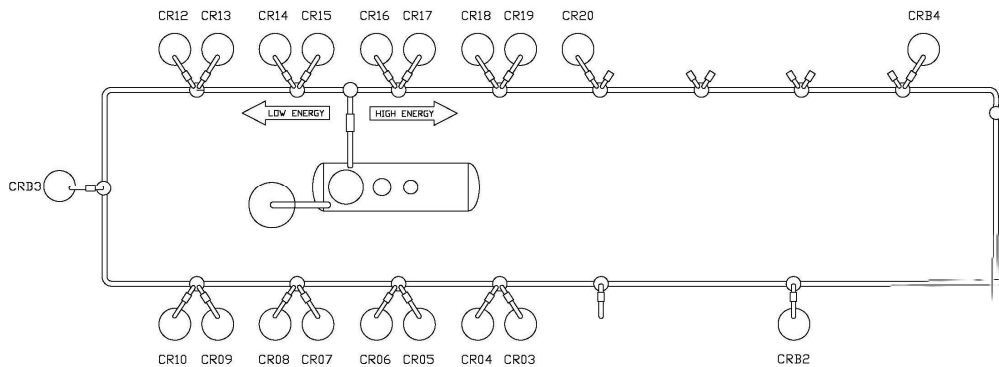 CR12 CR13 CR14 CR15 CR16 CR17 CR18 CR19 CR20 CRB4
LOW ENERGY HIGH ENERGY
CRB3
CR10 CR09 CR08 CR07 CR06 CR05 CR04 CR03 CRB2